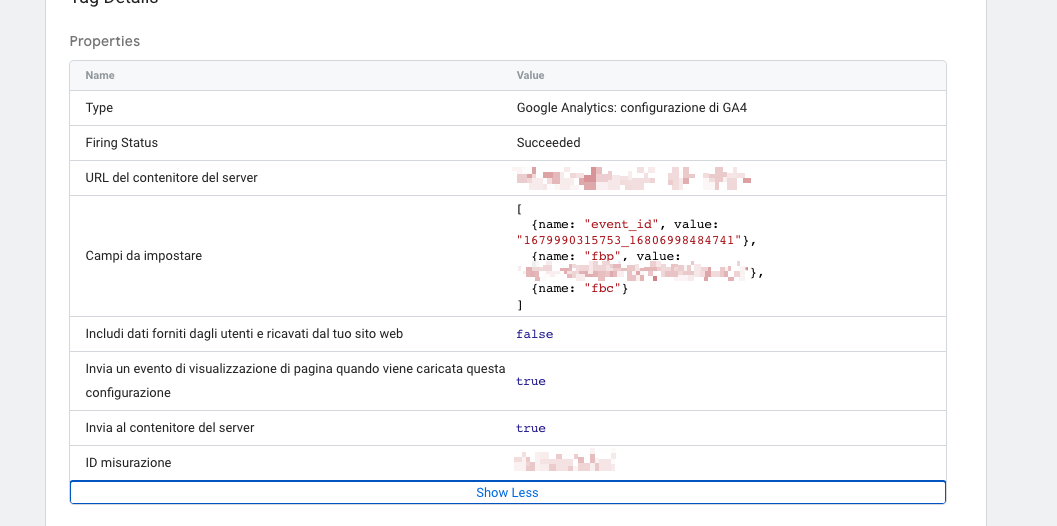 Tag Details
Properties
Name Value
Type Google Analytics: configurazione di GA4
Firing Status Succeeded
URL del contenitore del server
Campi da impostare
[
{name: "event_id", value:
"1679990315753_16806998484741"},
{name: "fbp", value:
"},
{name: "fbc"}
]
Includi dati forniti dagli utenti e ricavati dal tuo sito web false
Invia un evento di visualizzazione di pagina quando viene caricata questa
configurazione
true
Invia al contenitore del server true
ID misurazione
Show Less